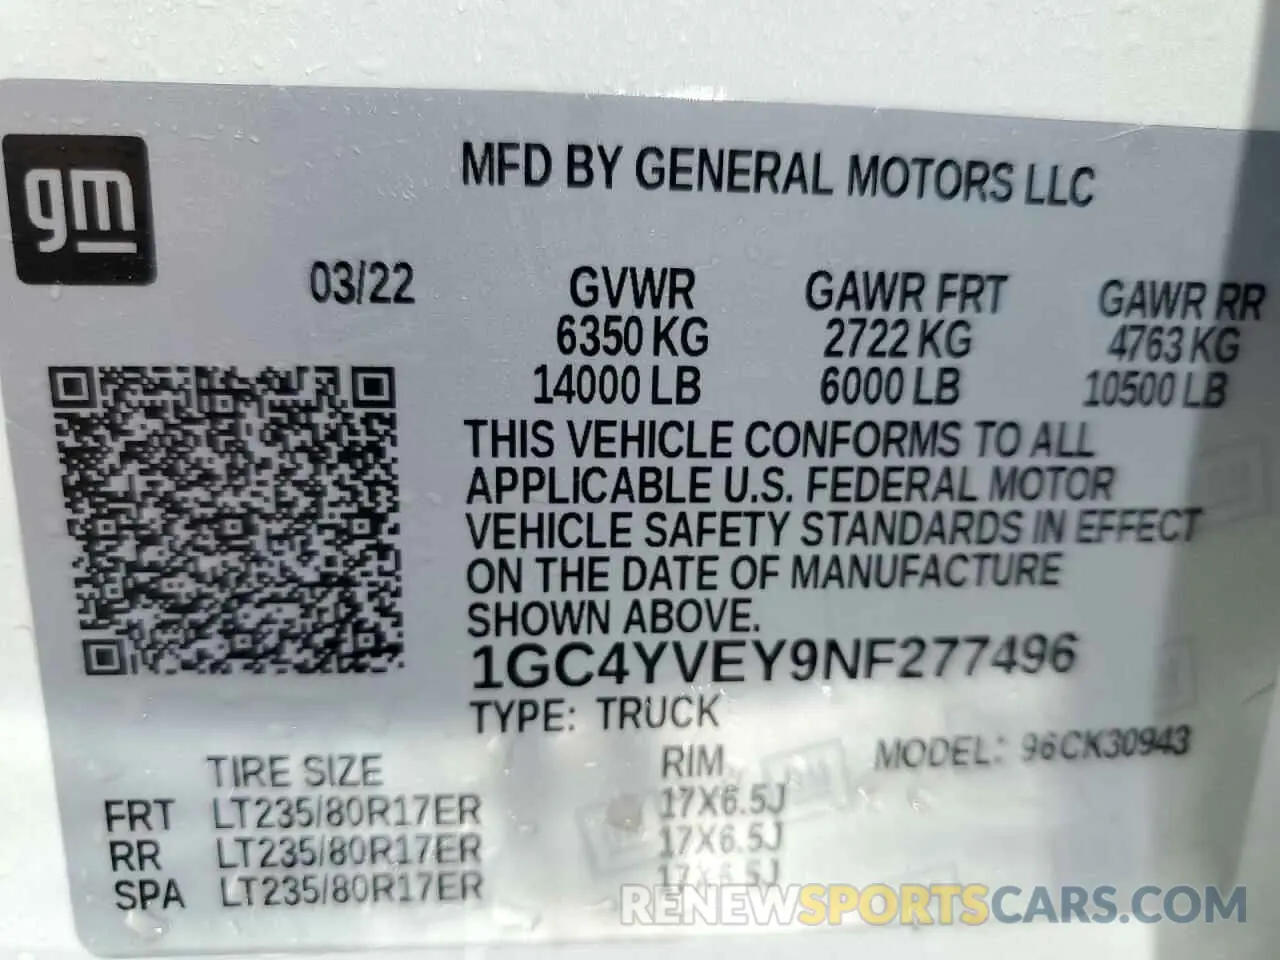 gm
MFD BY GENERAL MOTORS LLC
03/22 GVWR GAWR FRT GAWR RR
6350 KG 2722 KG 4763 KG
14000 LB 6000 LB 10500 LB
THIS VEHICLE CONFORMS TO ALL
APPLICABLE U.S. FEDERAL MOTOR
VEHICLE SAFETY STANDARDS IN EFFECT
ON THE DATE OF MANUFACTURE
SHOWN ABOVE.
1GC4YVEY9NF277496
TYPE: TRUCK
MODEL: 96CK30943
TIRE SIZE RIM
FRT LT235/80R17ER 17X6.5J
RR LT235/80R17ER 17X6.5J
SPA LT235/80R17ER 17X6.5J
RENEWSPORTSCARS.COM